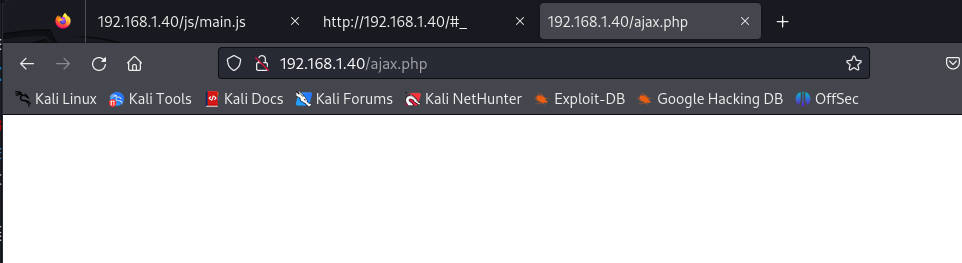 192.168.1.40/js/main.js http://192.168.1.40/#_ 192.168.1.40/ajax.php
192.168.1.40/ajax.php
Kali Linux Kali Tools Kali Docs Kali Forums Kali NetHunter Exploit-DB Google Hacking DB OffSec